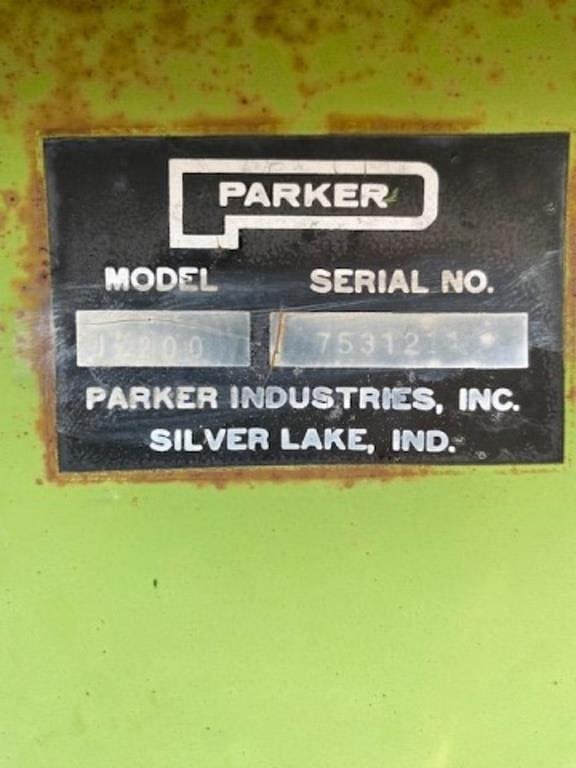 PARKER
MODEL SERIAL NO.
PARKER INDUSTRIES, INC.
SILVER LAKE, IND.